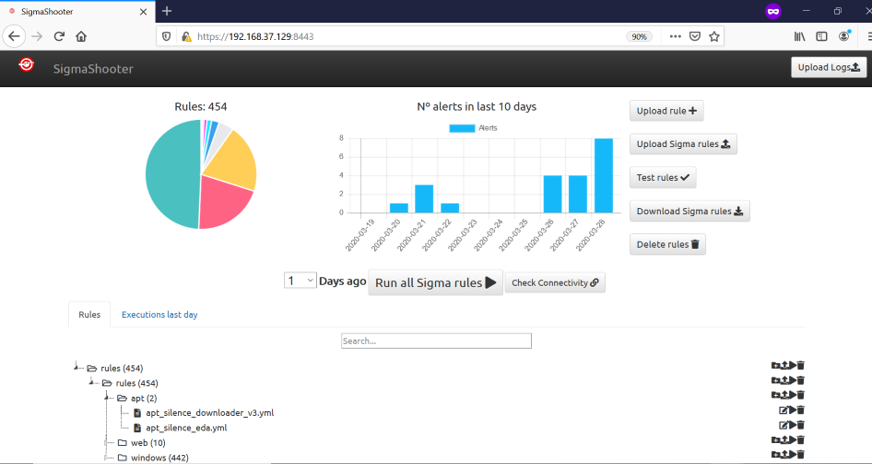 SigmaShooter
https://192.168.37.129:8443
90%
SigmaShooter
Upload Logs
Rules: 454
Nº alerts in last 10 days
Alerts
8
6
4
2
0
2020-03-19
2020-03-20
2020-03-21
2020-03-22
2020-03-23
2020-03-24
2020-03-25
2020-03-26
2020-03-27
2020-03-28
Upload rule
Upload Sigma rules
Test rules
Download Sigma rules
Delete rules
1 Days ago Run all Sigma rules Check Connectivity
Rules Executions last day
Search...
rules (454)
rules (454)
apt (2)
apt_silence_downloader_v3.yml
apt_silence_eda.yml
web (10)
windows (442)